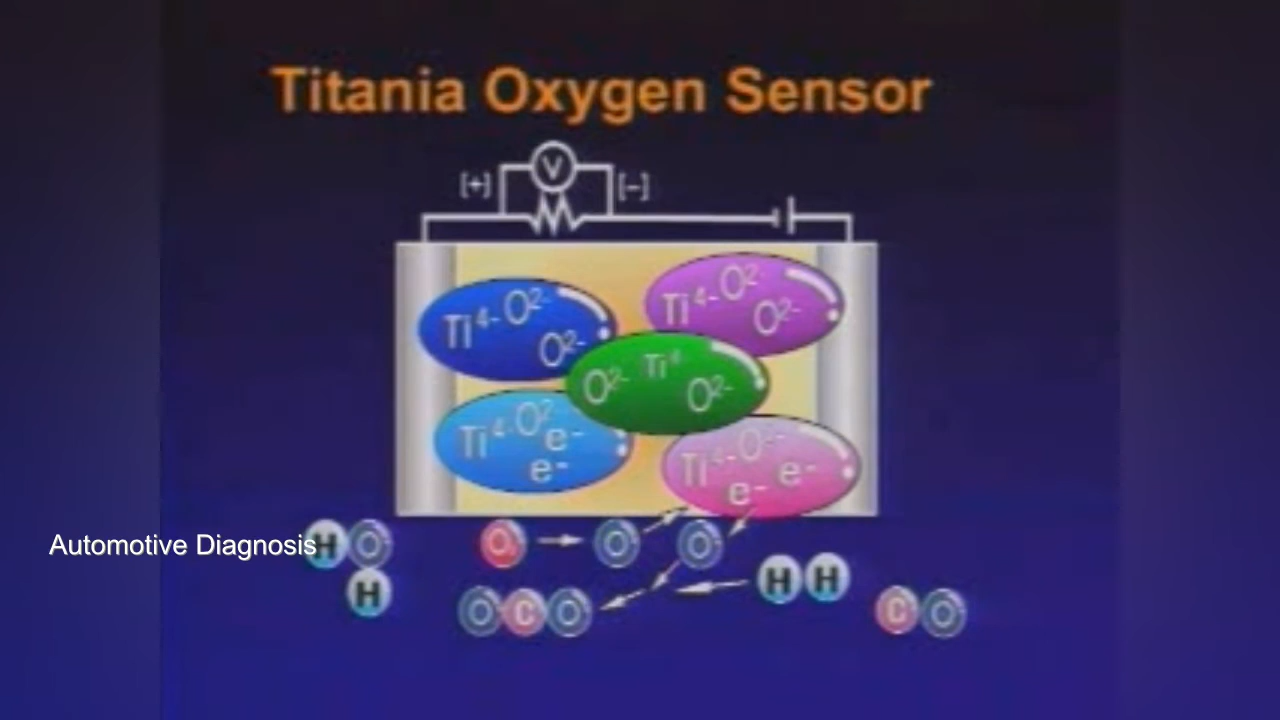 Titania Oxygen Sensor
V
[+] [–]
Ti4- O2- O2-
Ti4- O2- O2-
O2- Ti4 O2-
Ti4- O2 e- e-
Ti4- O2- e- e-
Automotive Diagnosis
H O H
O2 O O
H H
O C O
C O